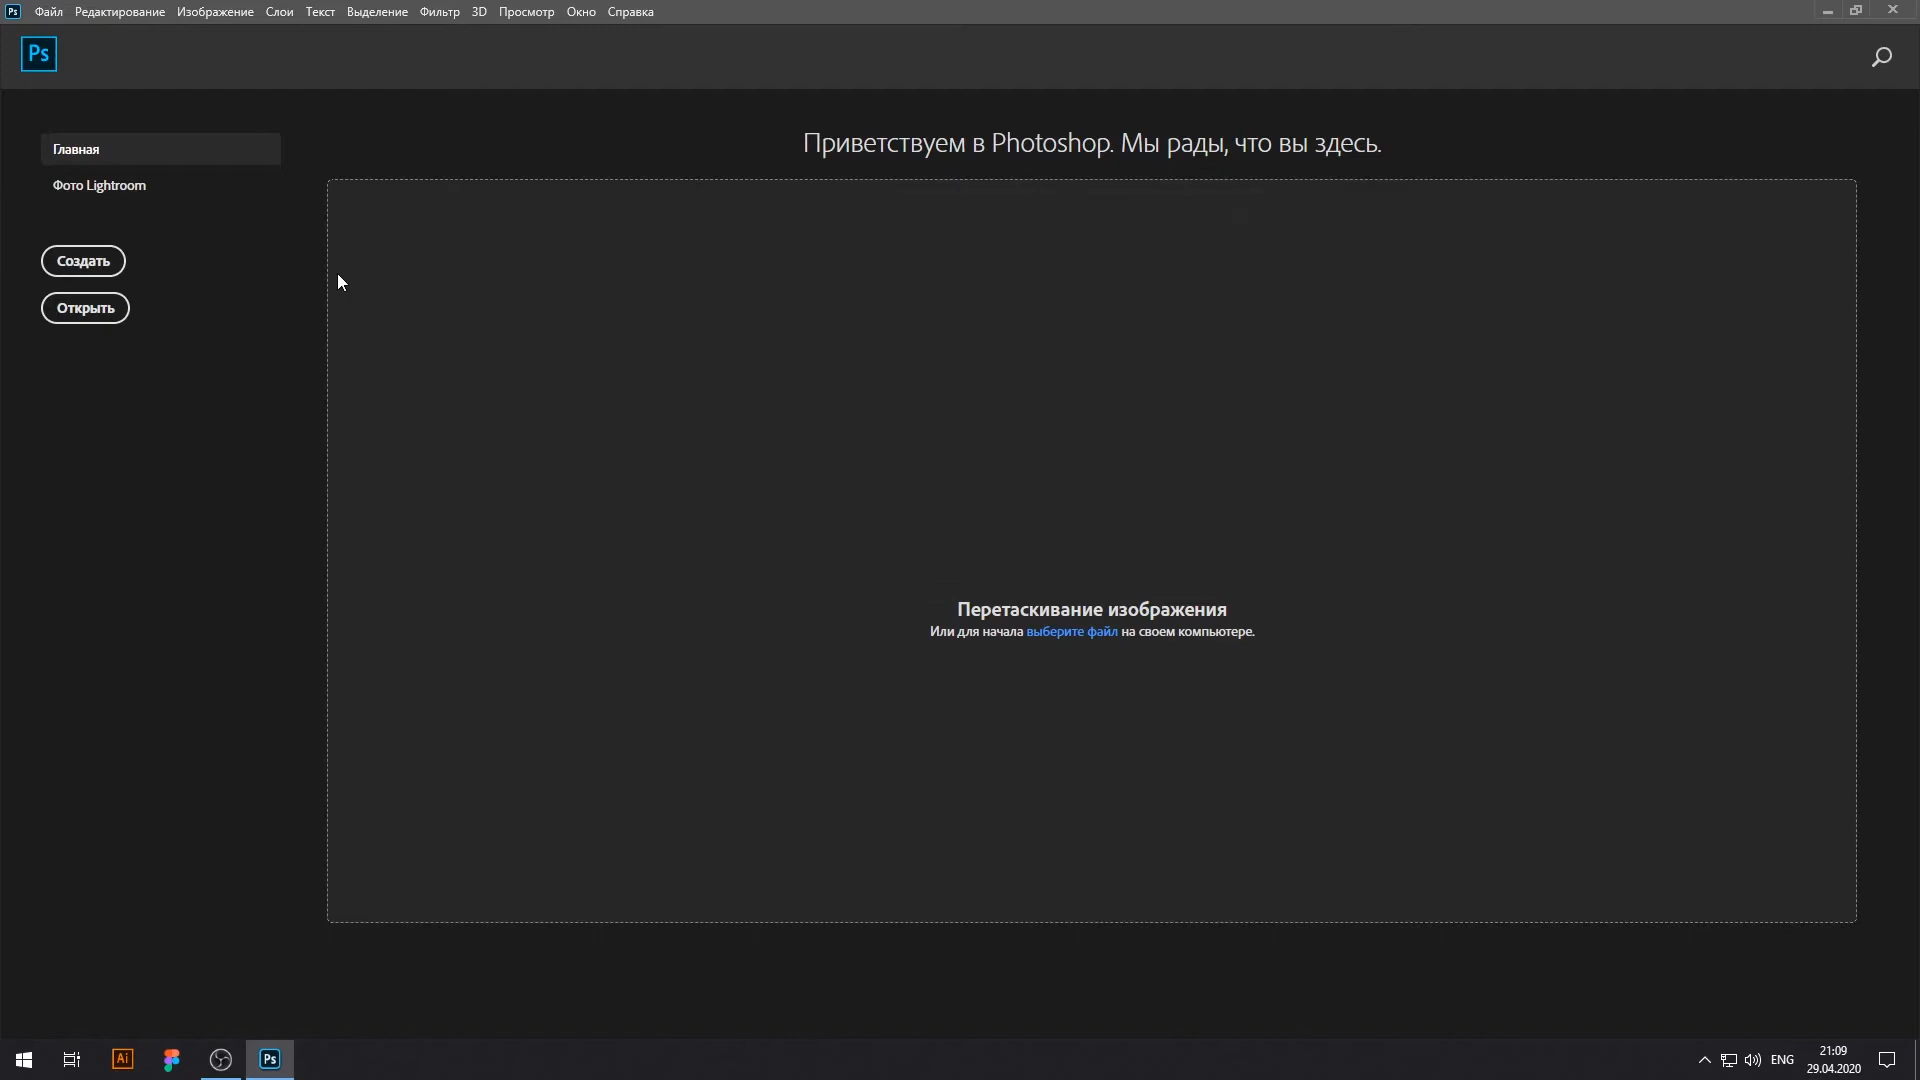 Ps Файл Редактирование Изображение Слои Текст Выделение Фильтр 3D Просмотр Окно Справка
Ps
Главная
Фото Lightroom
Создать
Открыть
Приветствуем в Photoshop. Мы рады, что вы здесь.
Перетаскивание изображения
Или для начала выберите файл на своем компьютере.
Ai Ps ENG
21:09
29.04.2020